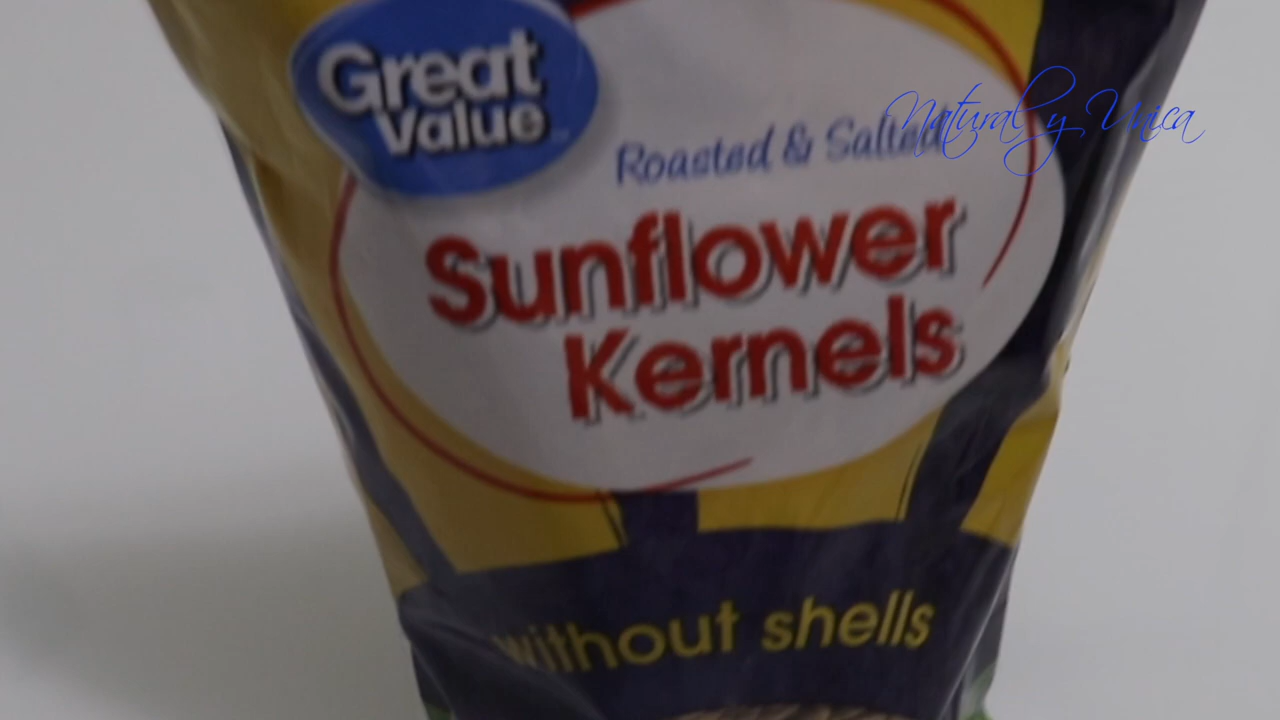 Great
Value
Roasted & Salted
Natural y Unica
Sunflower
Kernels
without shells